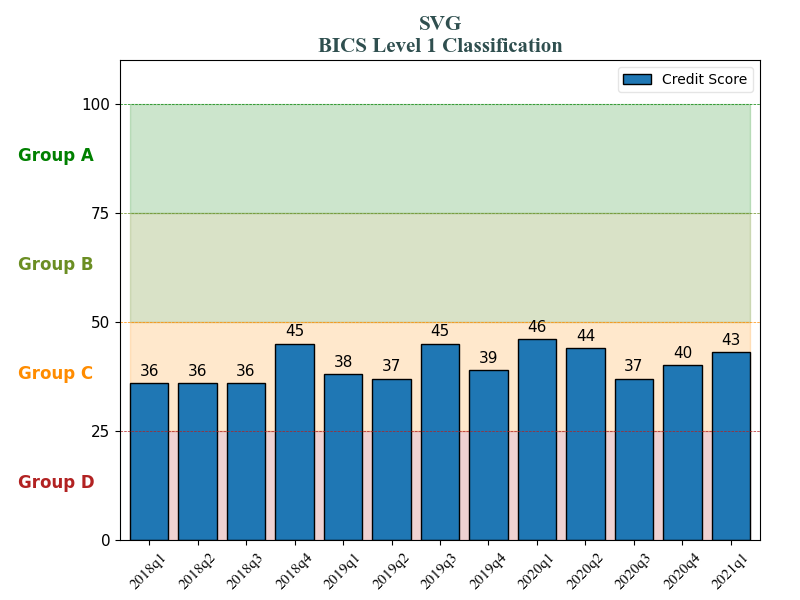 SVG
BICS Level 1 Classification
Credit Score
100
Group A
75
Group B
50
Group C
25
Group D
0
36 36 36 45 38 37 45 39 46 44 37 40 43
2018q1 2018q2 2018q3 2018q4 2019q1 2019q2 2019q3 2019q4 2020q1 2020q2 2020q3 2020q4 2021q1